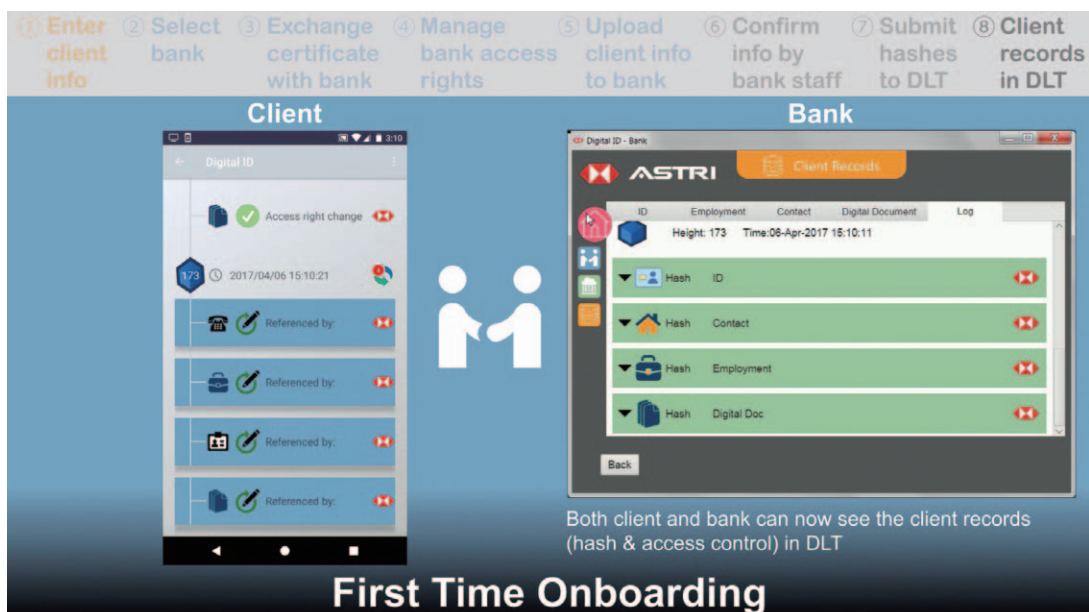 ① Enter client info
② Select bank
③ Exchange certificate with bank
④ Manage bank access rights
⑤ Upload client info to bank
⑥ Confirm info by bank staff
⑦ Submit hashes to DLT
⑧ Client records in DLT
Client
3:10
Digital ID
Access right change
173
2017/04/06 15:10:21
Referenced by:
Referenced by:
Referenced by:
Referenced by:
Bank
Digital ID - Bank
ASTRI
Client Records
ID Employment Contact Digital Document Log
Height: 173 Time:06-Apr-2017 15:10:11
Hash ID
Hash Contact
Hash Employment
Hash Digital Doc
Back
Both client and bank can now see the client records
(hash & access control) in DLT
First Time Onboarding